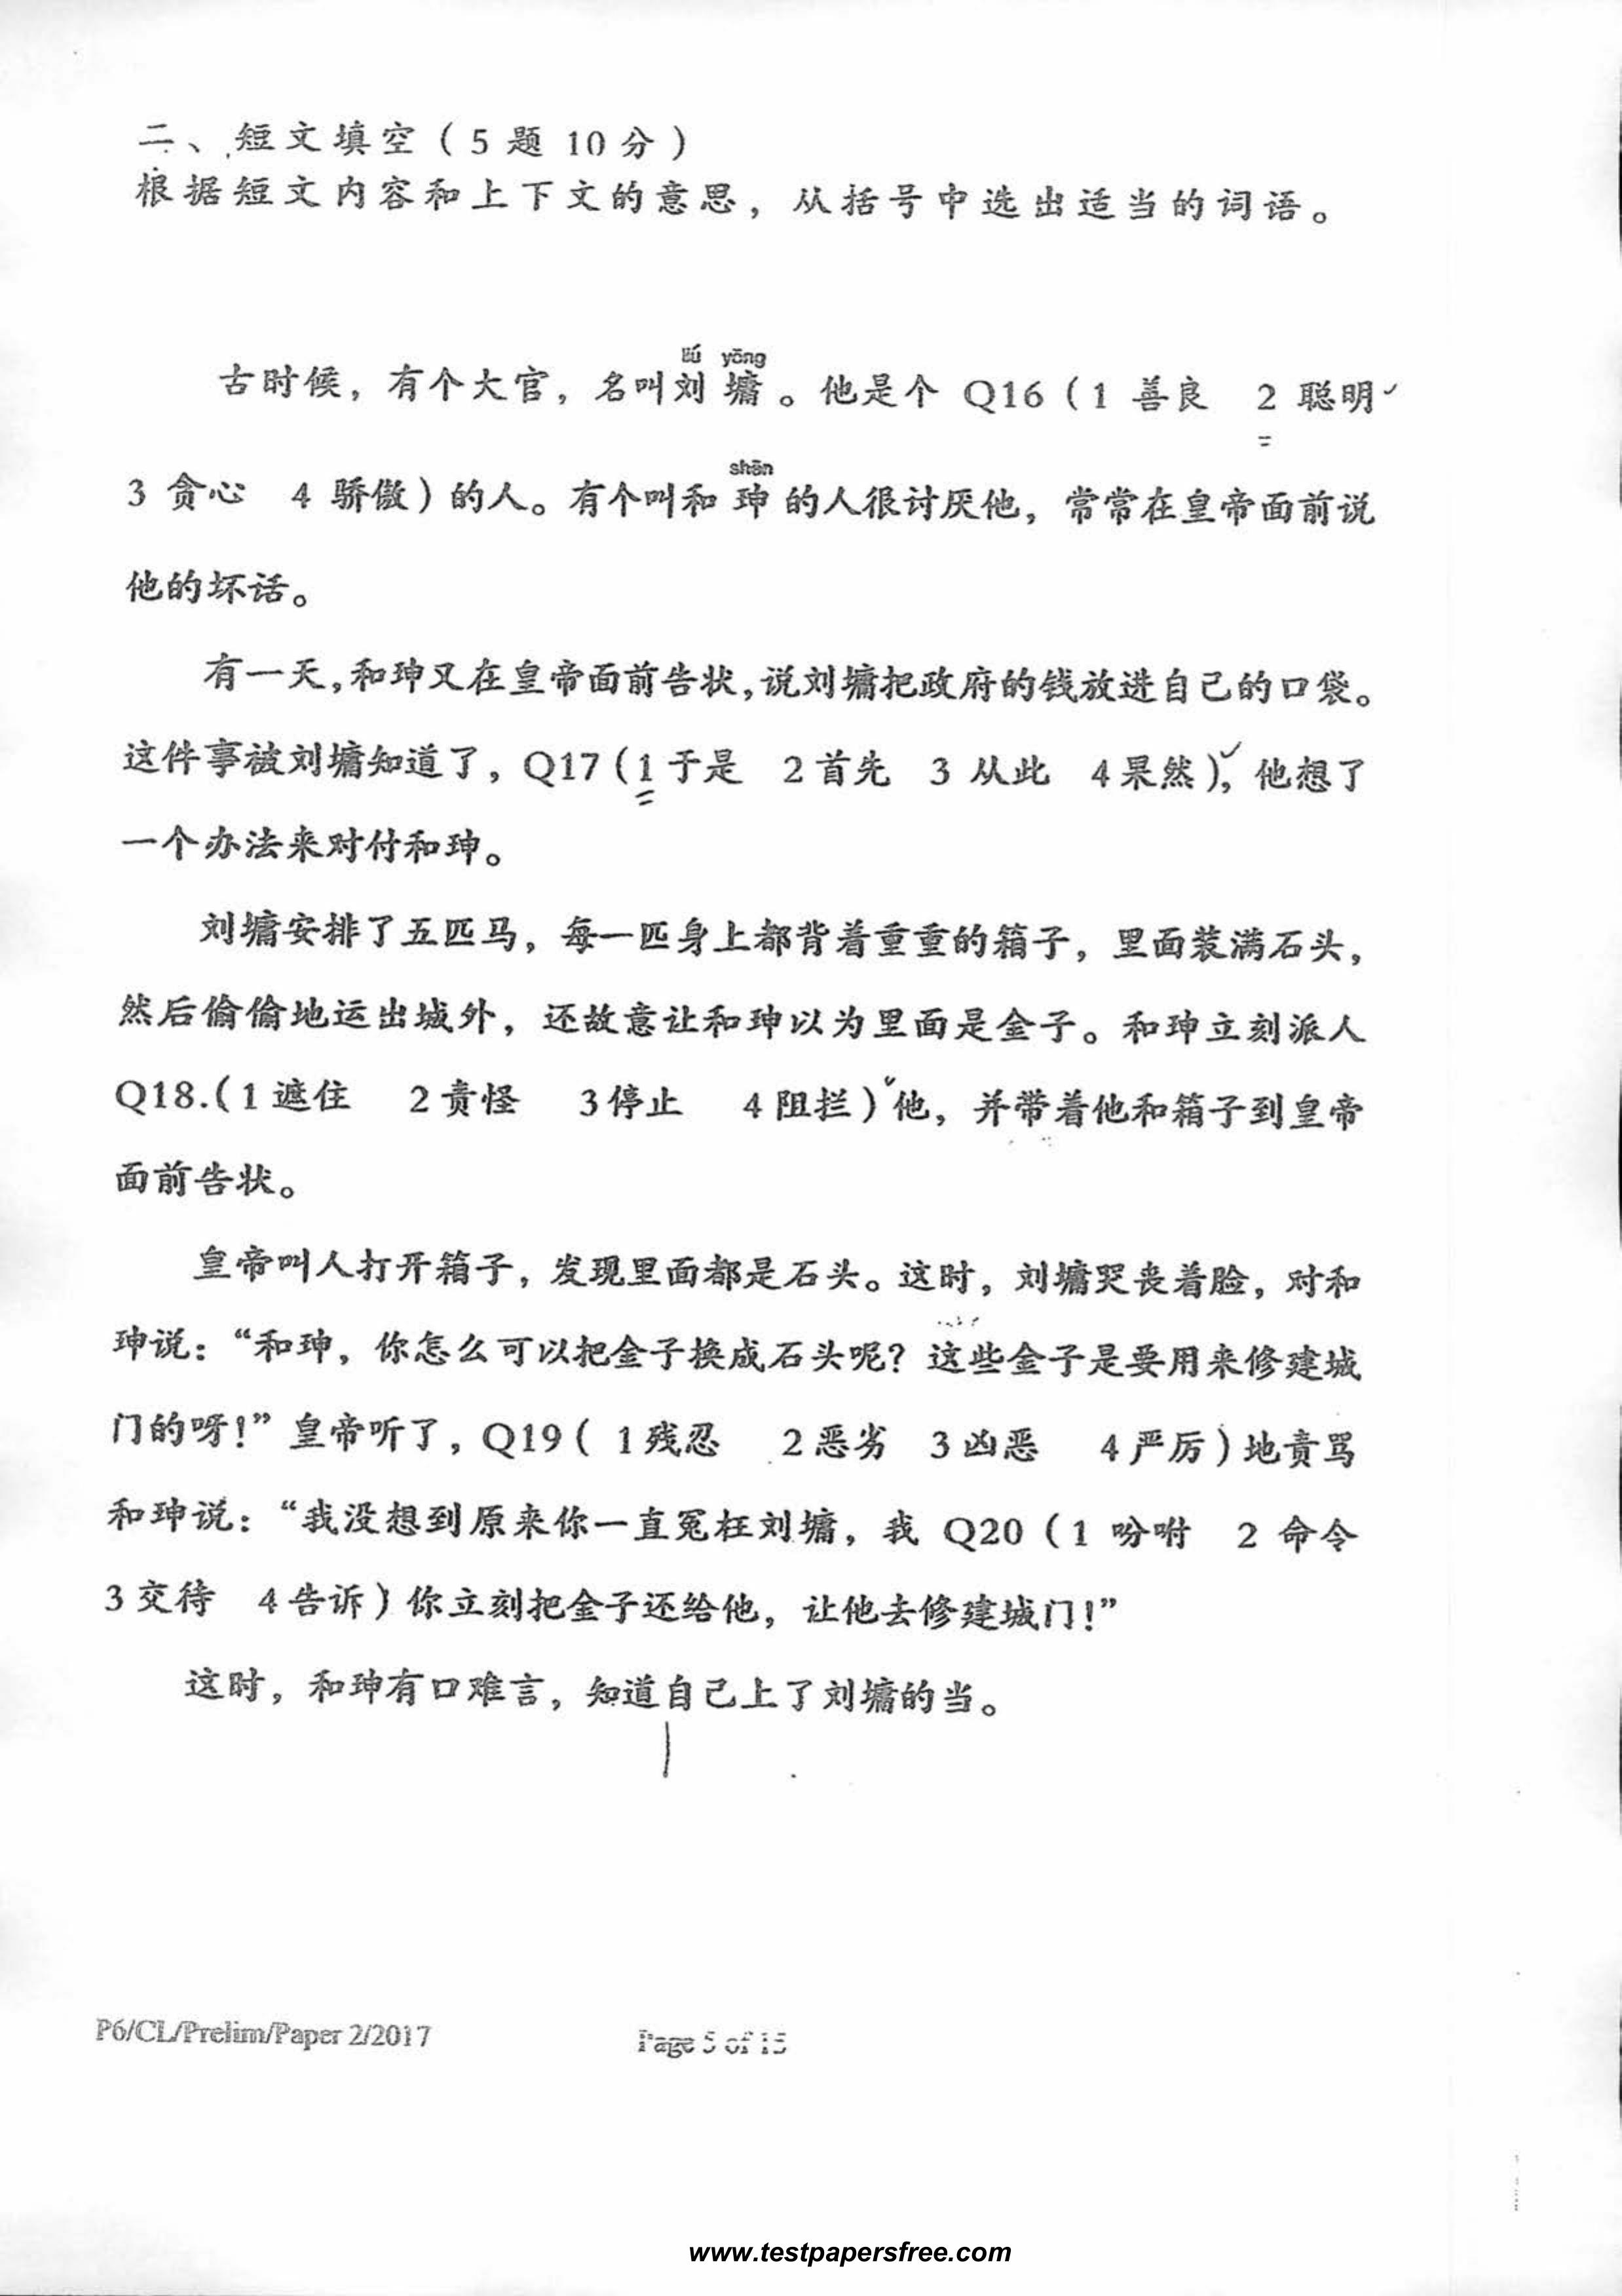 二、短文填空（5 题 10 分）
根据短文内容和上下文的意思，从括号中选出适当的词语。
liú yōng
古时候，有个大官，名叫刘墉。他是个 Q16（1 善良 2 聪明
shēn
3 贪心 4 骄傲）的人。有个叫和珅的人很讨厌他，常常在皇帝面前说
他的坏话。
有一天，和珅又在皇帝面前告状，说刘墉把政府的钱放进自己的口袋。
这件事被刘墉知道了，Q17（1于是 2首先 3 从此 4果然），他想了
一个办法来对付和珅。
刘墉安排了五匹马，每一匹身上都背着重重的箱子，里面装满石头，
然后偷偷地运出城外，还故意让和珅以为里面是金子。和珅立刻派人
Q18.（1遮住 2责怪 3停止 4阻拦）他，并带着他和箱子到皇帝
面前告状。
皇帝叫人打开箱子，发现里面都是石头。这时，刘墉哭丧着脸，对和
珅说：“和珅，你怎么可以把金子换成石头呢？这些金子是要用来修建城
门的呀！”皇帝听了，Q19（ 1残忍 2恶劣 3凶恶 4严厉）地责骂
和珅说：“我没想到原来你一直冤枉刘墉，我 Q20（1 吩咐 2 命令
3交待 4告诉）你立刻把金子还给他，让他去修建城门！”
这时，和珅有口难言，知道自己上了刘墉的当。
P6/CL/Prelim/Paper 2/2017 Page 5 of 15
www.testpapersfree.com